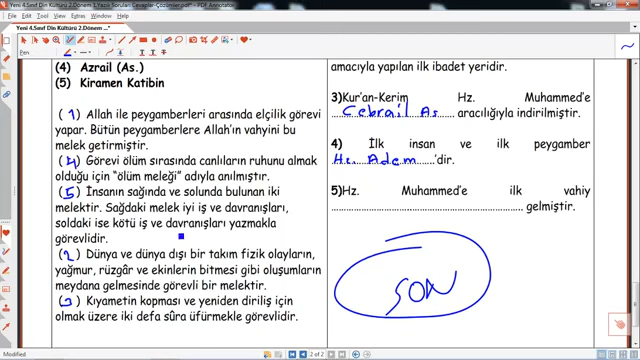 Yeni 4.Sınıf Din Kültürü 2.Dönem 1.Yazılı Soruları Cevaplar-Çözümler.pdf* - PDF Annotator
File Edit Tool Extras View Window Help
Yeni 4.Sınıf Din Kültürü 2.Dönem ...*
Pen
(4) Azrail (As.)
(5) Kiramen Katibin
(1) Allah ile peygamberleri arasında elçilik görevi
yapar. Bütün peygamberlere Allah'ın vahyini bu
melek getirmiştir.
(4) Görevi ölüm sırasında canlıların ruhunu almak
olduğu için "ölüm meleği" adıyla anılmıştır.
(5) İnsanın sağında ve solunda bulunan iki
melektir. Sağdaki melek iyi iş ve davranışları,
soldaki ise kötü iş ve davranışları yazmakla
görevlidir.
(2) Dünya ve dünya dışı bir takım fizik olayların,
yağmur, rüzgâr ve ekinlerin bitmesi gibi oluşumların
meydana gelmesinde görevli bir melektir.
(3) Kıyametin kopması ve yeniden diriliş için
olmak üzere iki defa sûra üfürmekle görevlidir.
amacıyla yapılan ilk ibadet yeridir.
3)Kur'an-Kerim Hz. Muhammed'e
Cebrail As aracılığıyla indirilmiştir.
4) İlk insan ve ilk peygamber
Hz. Adem 'dir.
5)Hz. Muhammed'e ilk vahiy
gelmiştir.
SON
2 of 2